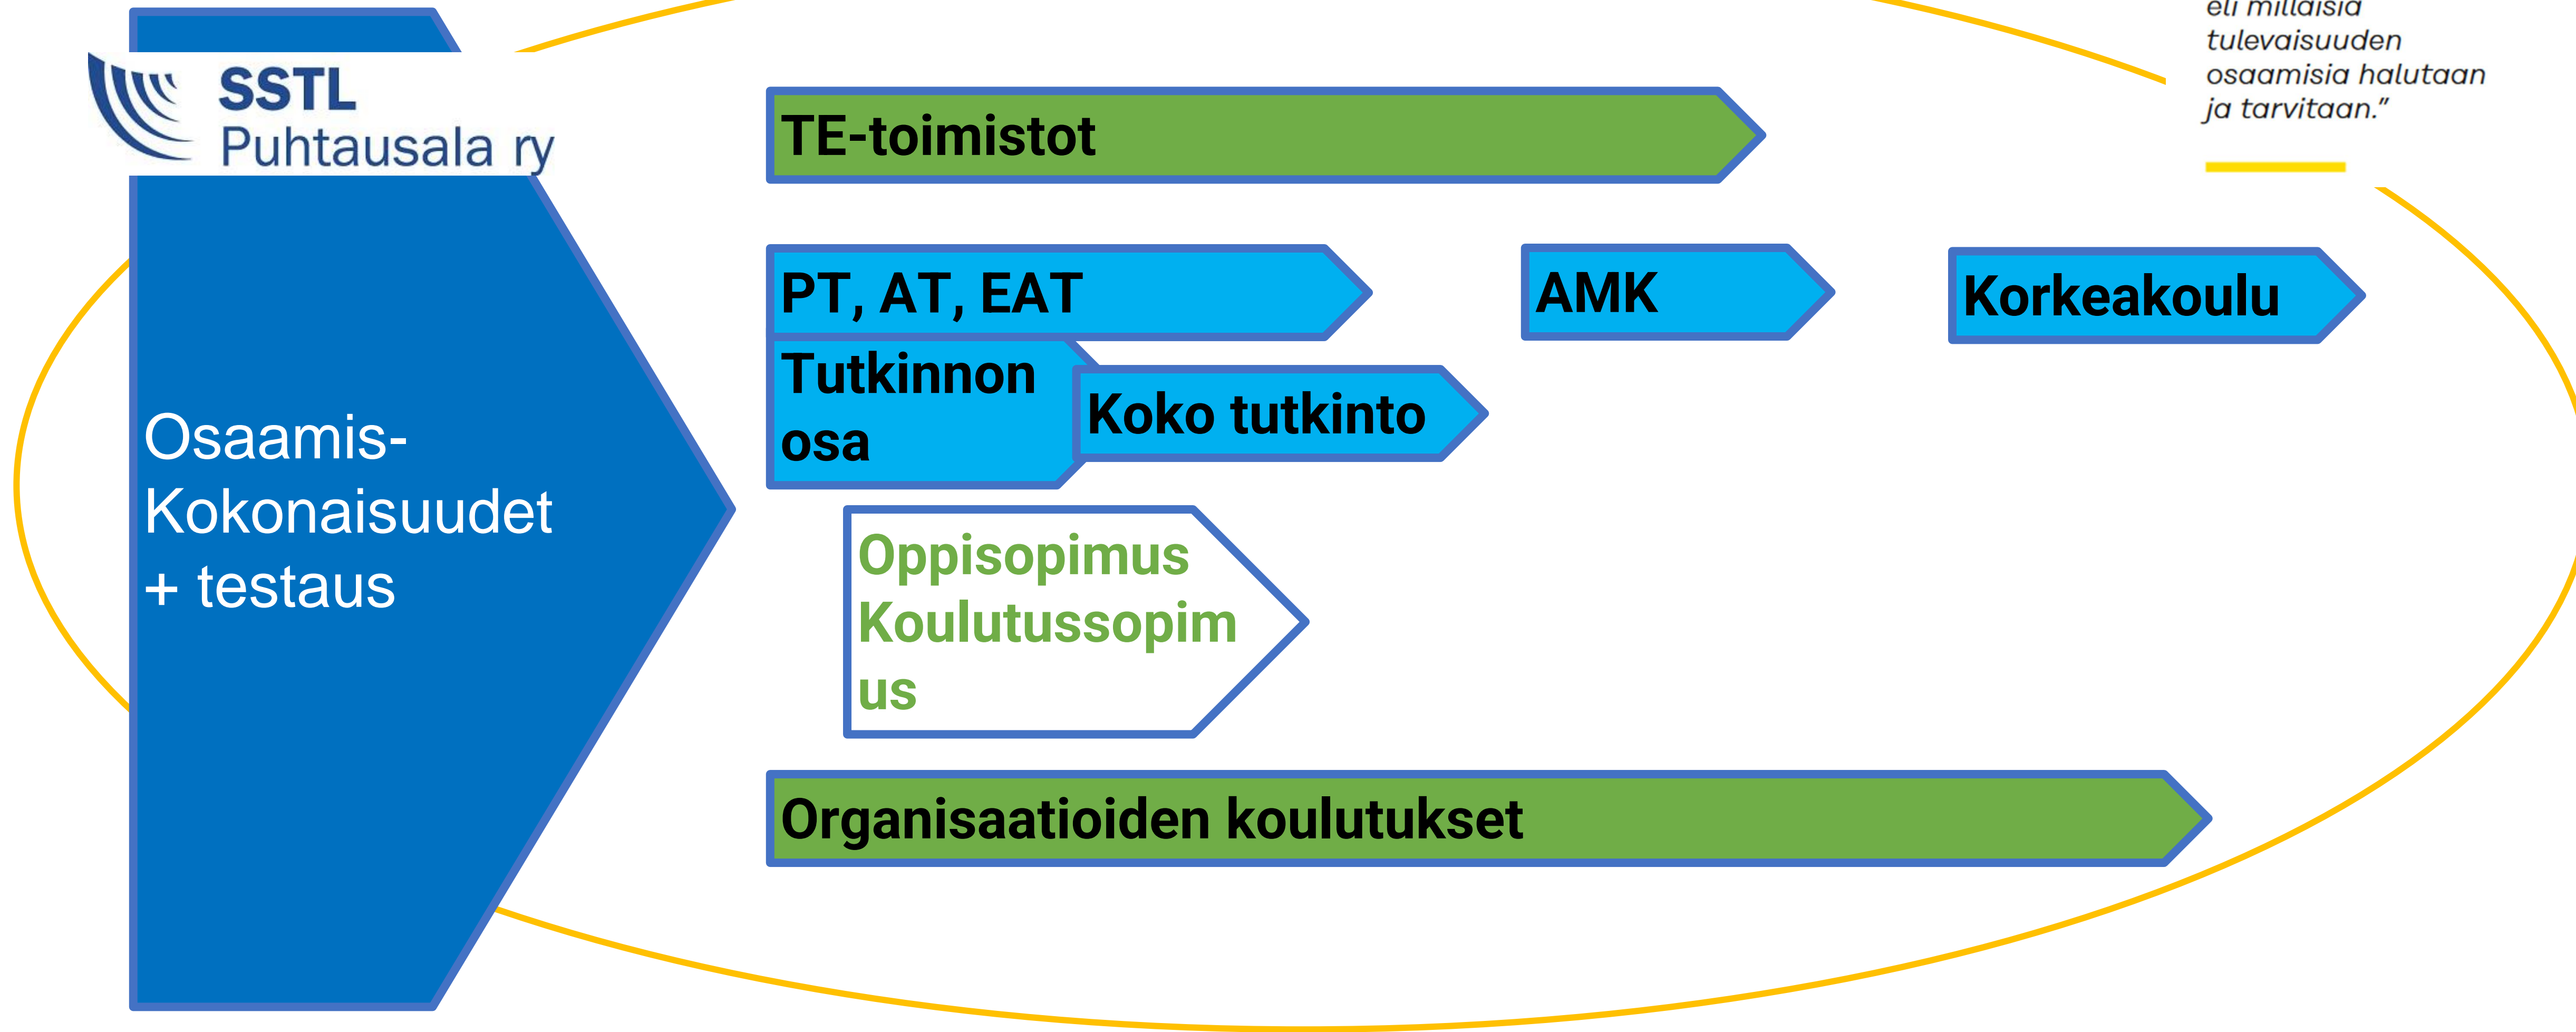 eli millaisia
tulevaisuuden
osaamisia halutaan
ja tarvitaan.”
SSTL
Puhtausala ry
TE-toimistot
PT, AT, EAT
AMK
Korkeakoulu
Tutkinnon
osa
Koko tutkinto
Osaamis-
Kokonaisuudet
+ testaus
Oppisopimus
Koulutussopim
us
Organisaatioiden koulutukset